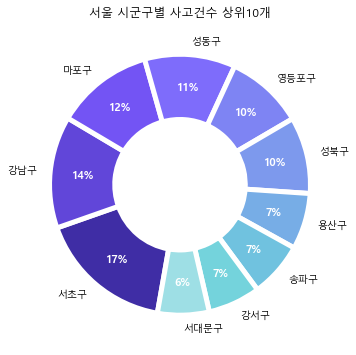 서울 시군구별 사고건수 상위10개
성동구
11%
영등포구
10%
성북구
10%
용산구
7%
송파구
7%
강서구
7%
서대문구
6%
서초구
17%
강남구
14%
마포구
12%